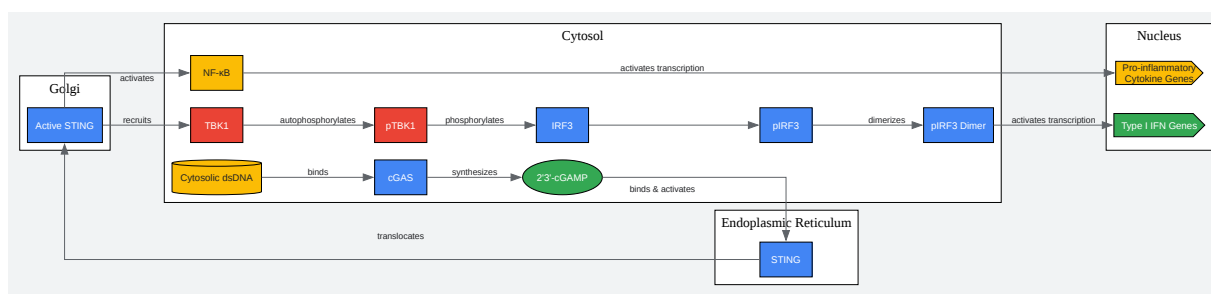 Cytosol
Nucleus
NF-κB
activates transcription
Pro-inflammatory
Cytokine Genes
activates
Golgi
Active STING
recruits
TBK1
autophosphorylates
pTBK1
phosphorylates
IRF3
pIRF3
dimerizes
pIRF3 Dimer
activates transcription
Type I IFN Genes
Cytosolic dsDNA
binds
cGAS
synthesizes
2'3'-cGAMP
binds & activates
Endoplasmic Reticulum
translocates
STING